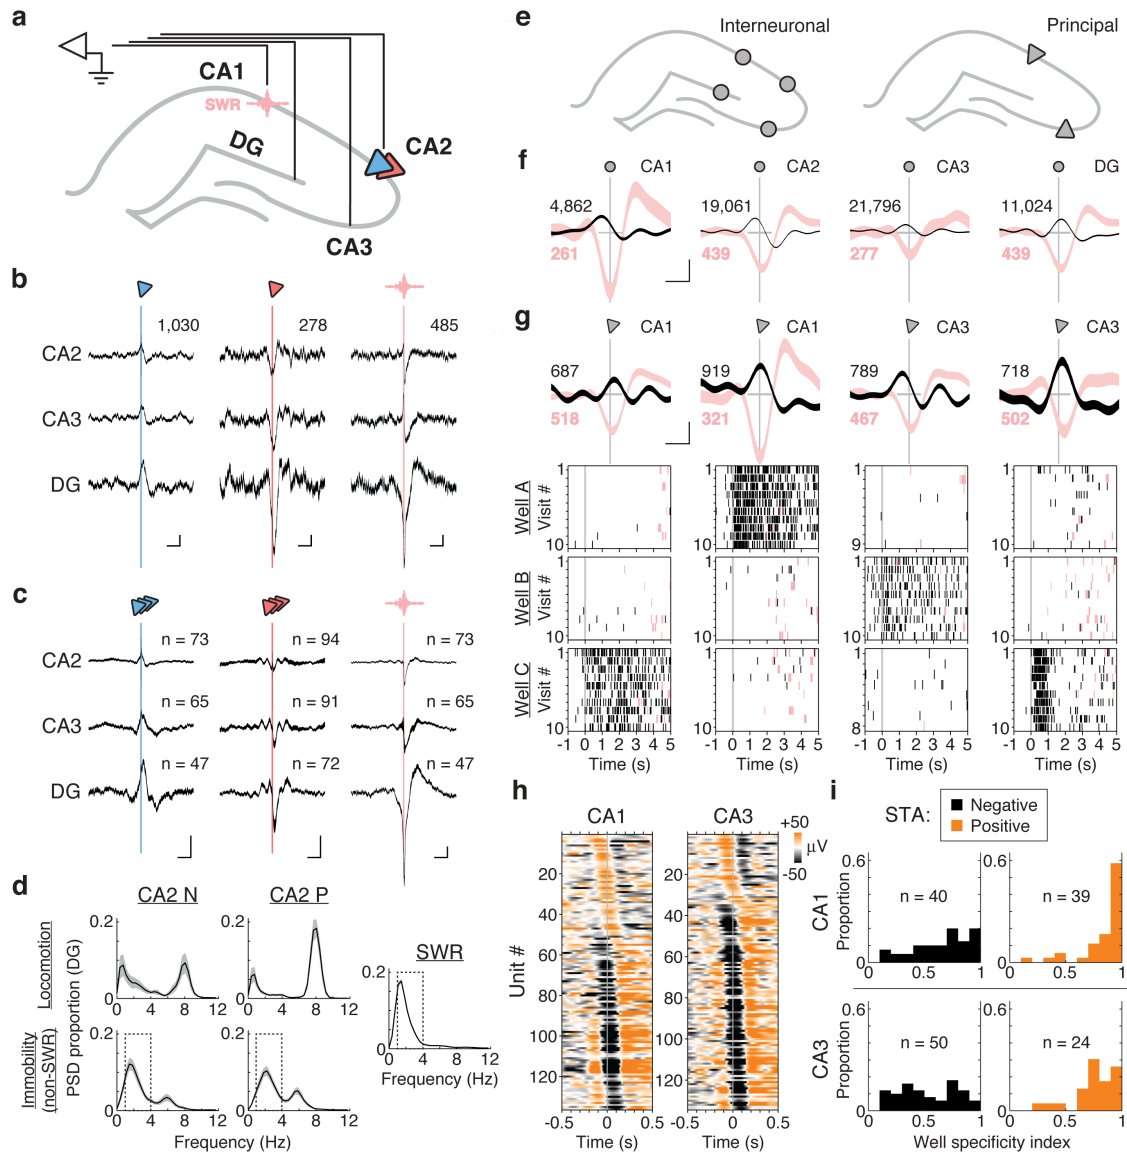 a
CA1
SWR
DG
CA2
CA3
b
1,030
278
485
CA2
CA3
DG
c
n = 73
n = 94
n = 73
CA2
n = 65
n = 91
n = 65
CA3
n = 47
n = 72
n = 47
DG
d
CA2 N
CA2 P
SWR
Locomotion
Immobility
(non-SWR)
PSD proportion (DG)
0.2
0
0 4 8 12
0.2
0
0 4 8 12
0.2
0
0 4 8 12
0.2
0
0 4 8 12
Frequency (Hz)
0.2
0
0 4 8 12
Frequency (Hz)
e
Interneuronal
Principal
f
CA1
CA2
CA3
DG
4,862
19,061
21,796
11,024
261
439
277
439
g
CA1
CA1
CA3
CA3
687
919
789
718
518
321
467
502
Well A
Visit #
1
10
1
10
1
9
1
10
Well B
Visit #
1
10
1
10
1
10
1
10
Well C
Visit #
1
10
1
10
1
8
1
10
-1 0 1 2 3 4 5
-1 0 1 2 3 4 5
-1 0 1 2 3 4 5
-1 0 1 2 3 4 5
Time (s)
Time (s)
Time (s)
Time (s)
h
CA1
CA3
+50
μV
-50
Unit #
20
40
60
80
100
120
20
40
60
80
100
120
-0.5 0 0.5
-0.5 0 0.5
Time (s)
Time (s)
i
STA:
Negative
Positive
CA1
Proportion
0.6
0
n = 40
0 0.5 1
0.6
0
n = 39
0 0.5 1
CA3
Proportion
0.6
0
n = 50
0 0.5 1
0.6
0
n = 24
0 0.5 1
Well specificity index